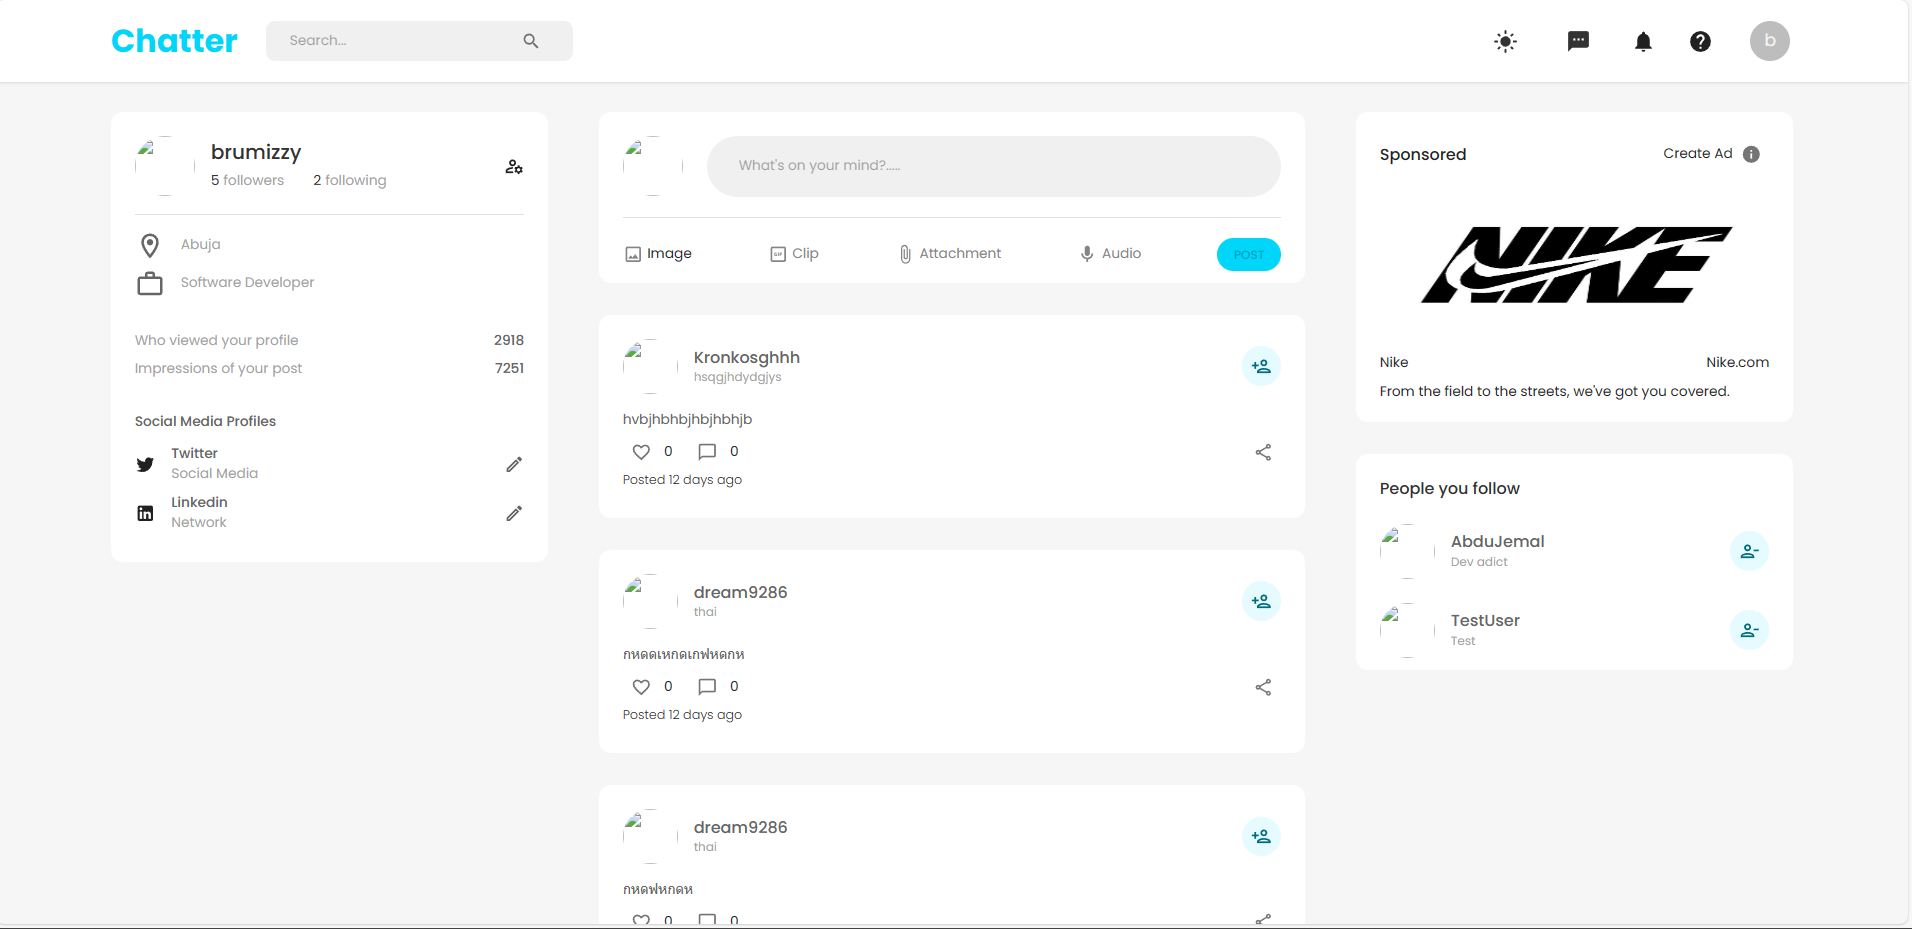 Chatter
Search...
b
brumizzy
5 followers 2 following
Abuja
Software Developer
Who viewed your profile 2918
Impressions of your post 7251
Social Media Profiles
Twitter
Social Media
Linkedin
Network
What's on your mind?.....
Image GIF Clip Attachment Audio POST
Kronkosghhh
hsqgjhdydgjys
hvbjhbhbjhbjhbhjb
0 0
Posted 12 days ago
dream9286
thai
กหดดเหกดเกฟหดกห
0 0
Posted 12 days ago
dream9286
thai
กหดฟหกดห
0 0
Sponsored Create Ad
NIKE
Nike Nike.com
From the field to the streets, we've got you covered.
People you follow
AbduJemal
Dev adict
TestUser
Test